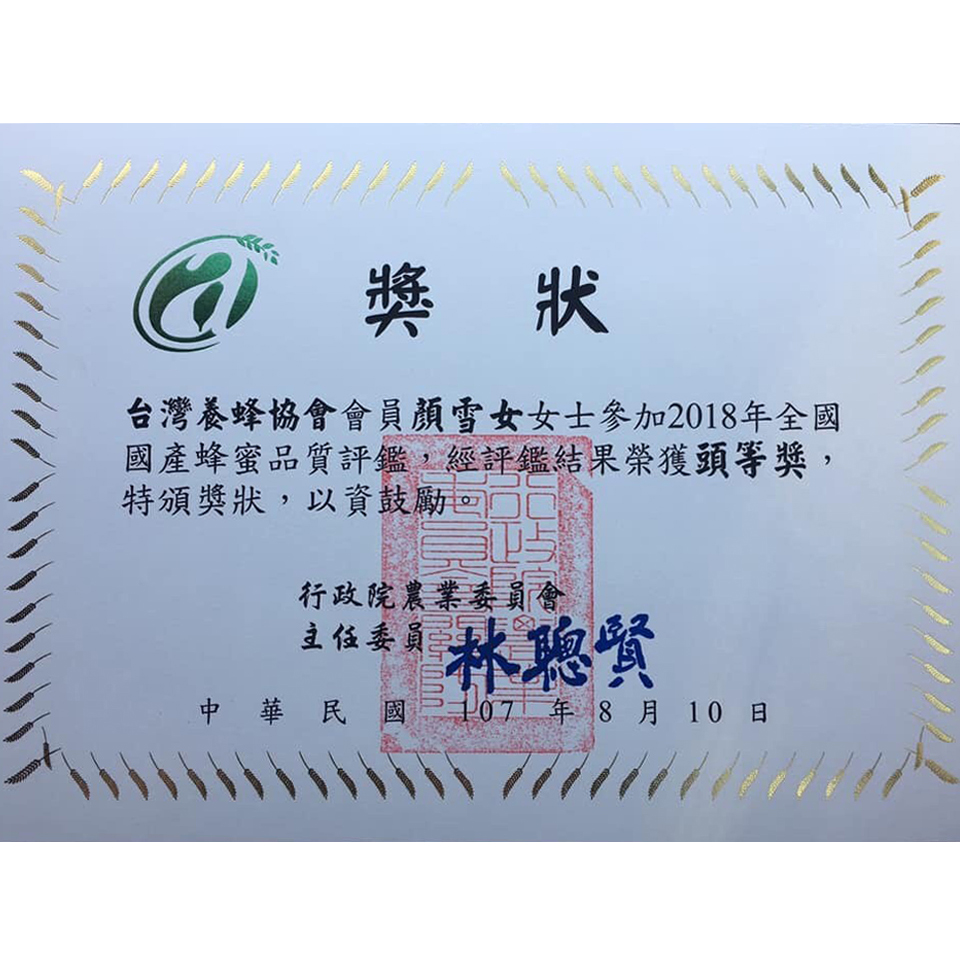 獎狀
台灣養蜂協會會員顏雪女女士參加2018年全國
國產蜂蜜品質評鑑，經評鑑結果榮獲頭等獎，
特頒獎狀，以資鼓勵。
行政院農業委員會
主任委員 林聰賢
中華民國 107 年 8 月 10 日